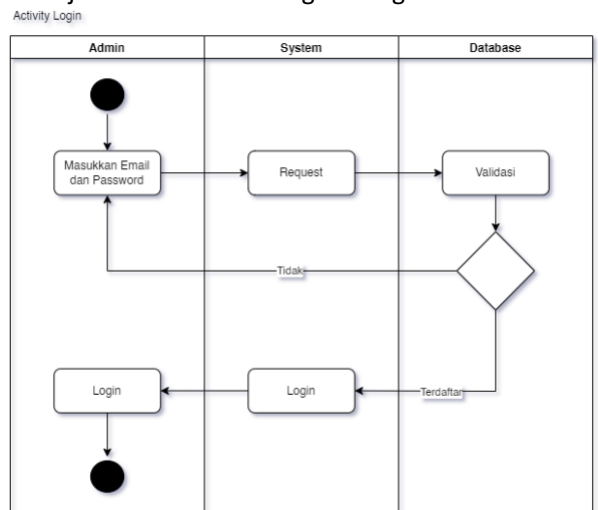 Activity Login
Admin
System
Database
Masukkan Email
dan Password
Request
Validasi
Tidak
Terdaftar
Login
Login